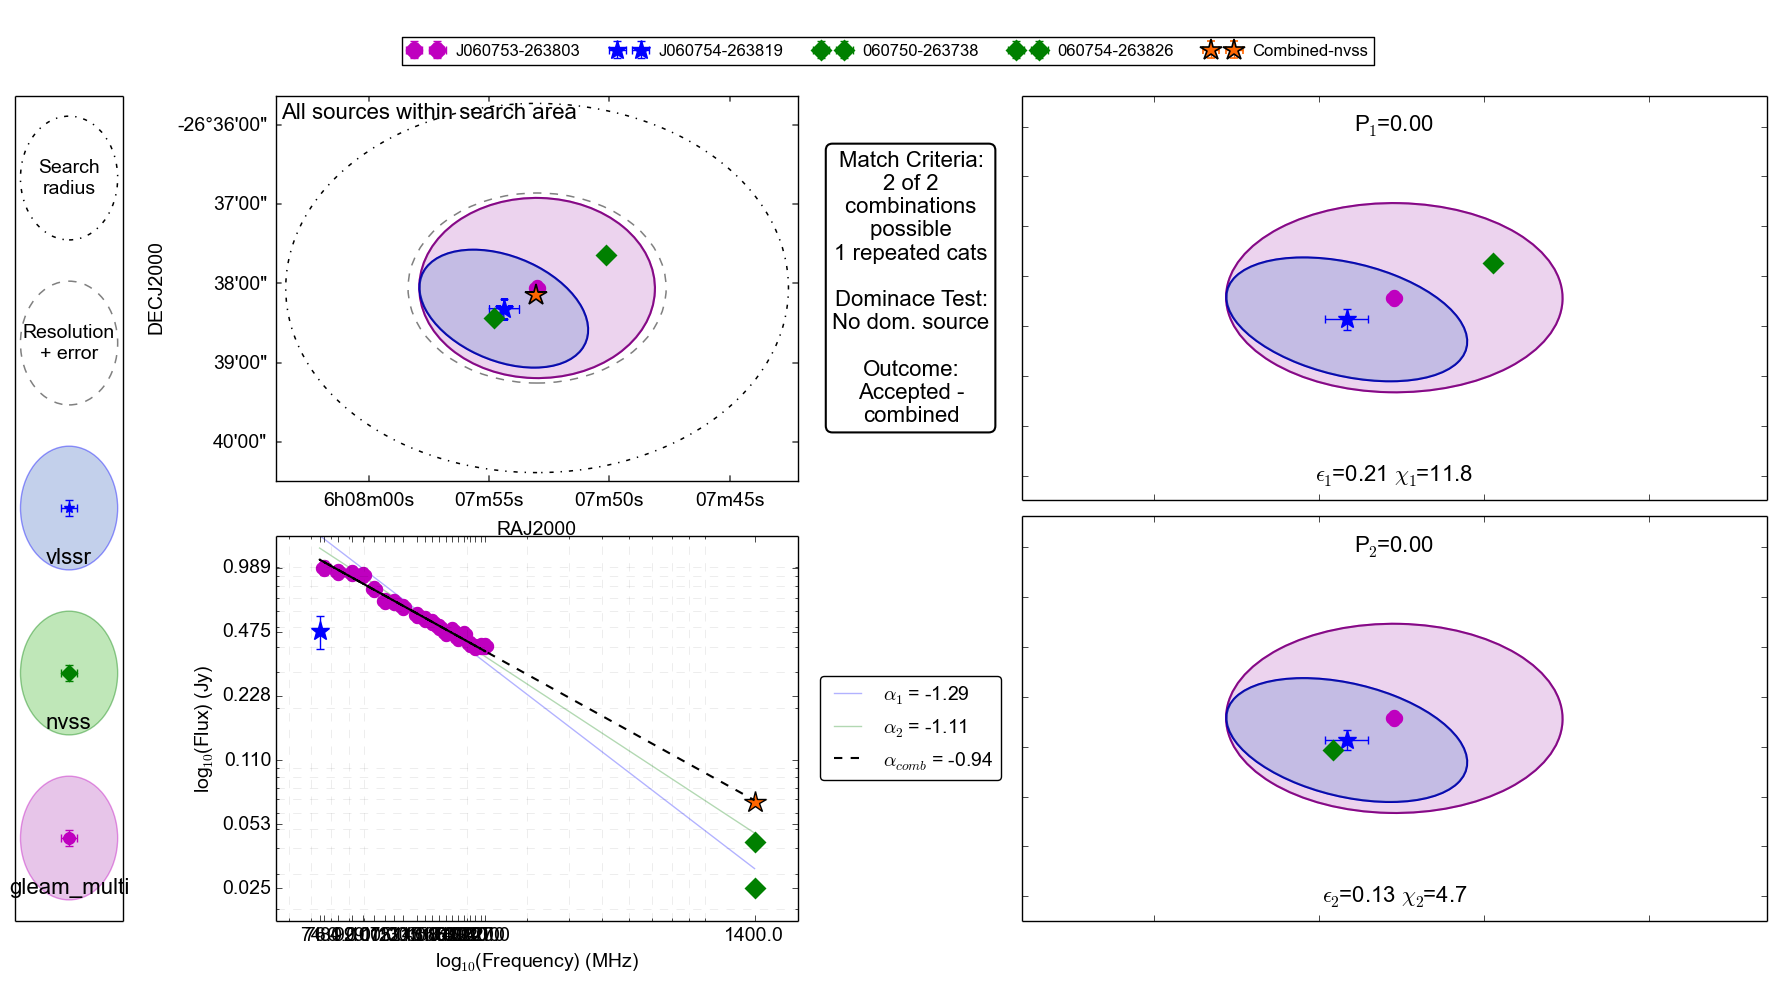 J060753-263803 J060754-263819 060750-263738 060754-263826 Combined-nvss
Search
radius
Resolution
+ error
vlssr
nvss
gleam_multi
All sources within search area
-26°36'00"
37'00"
38'00"
39'00"
40'00"
DECJ2000
6h08m00s 07m55s 07m50s 07m45s
RAJ2000
Match Criteria:
2 of 2
combinations
possible
1 repeated cats
Dominace Test:
No dom. source
Outcome:
Accepted -
combined
P1=0.00
ϵ1=0.21 χ1=11.8
P2=0.00
ϵ2=0.13 χ2=4.7
0.989
0.475
0.228
0.110
0.053
0.025
log10(Flux) (Jy)
1400.0
log10(Frequency) (MHz)
α1 = -1.29
α2 = -1.11
αcomb = -0.94